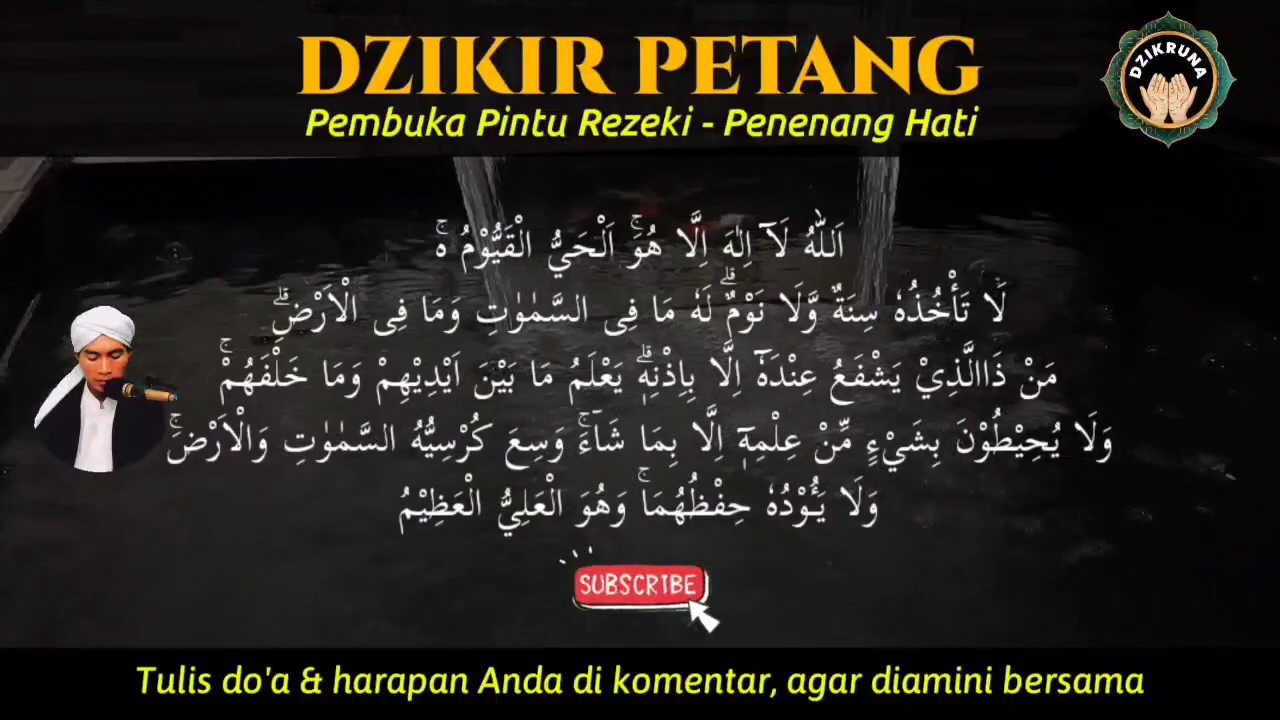 DZIKIR PETANG
DZIKRUNA
Pembuka Pintu Rezeki - Penenang Hati
اَللّٰهُ لَآ اِلٰهَ اِلَّا هُوَۚ اَلْحَيُّ الْقَيُّوْمُ ەۚ
لَا تَأْخُذُهٗ سِنَةٌ وَّلَا نَوْمٌۗ لَهٗ مَا فِى السَّمٰوٰتِ وَمَا فِى الْاَرْضِۗ
مَنْ ذَاالَّذِيْ يَشْفَعُ عِنْدَهٗٓ اِلَّا بِاِذْنِهٖۗ يَعْلَمُ مَا بَيْنَ اَيْدِيْهِمْ وَمَا خَلْفَهُمْۚ
وَلَا يُحِيْطُوْنَ بِشَيْءٍ مِّنْ عِلْمِهٖٓ اِلَّا بِمَا شَاۤءَۚ وَسِعَ كُرْسِيُّهُ السَّمٰوٰتِ وَالْاَرْضَۚ
وَلَا يَـُٔوْدُهٗ حِفْظُهُمَاۚ وَهُوَ الْعَلِيُّ الْعَظِيْمُ
SUBSCRIBE
Tulis do'a & harapan Anda di komentar, agar diamini bersama